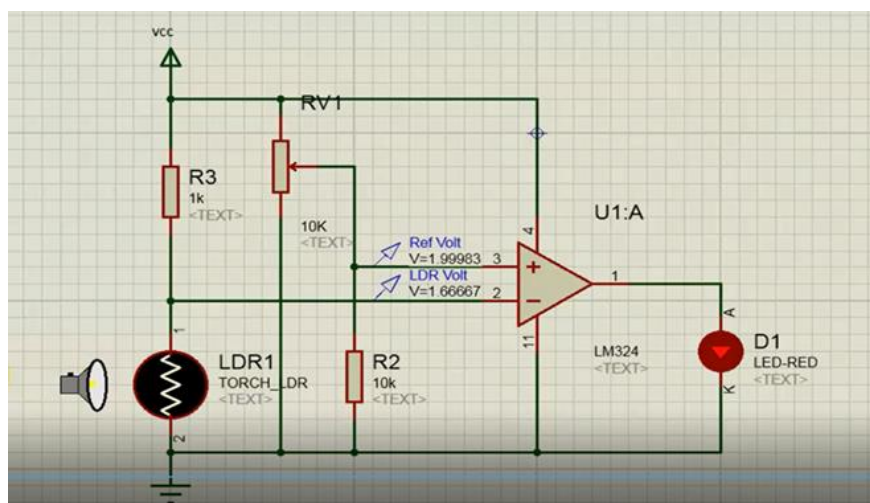 vcc
RV1
R3
1k
<TEXT>
10K
<TEXT>
U1:A
4
Ref Volt
V=1.99983
3
LDR Volt
V=1.66667
2
+
−
1
11
LM324
<TEXT>
A
D1
LED-RED
<TEXT>
K
1
LDR1
TORCH_LDR
<TEXT>
2
R2
10k
<TEXT>